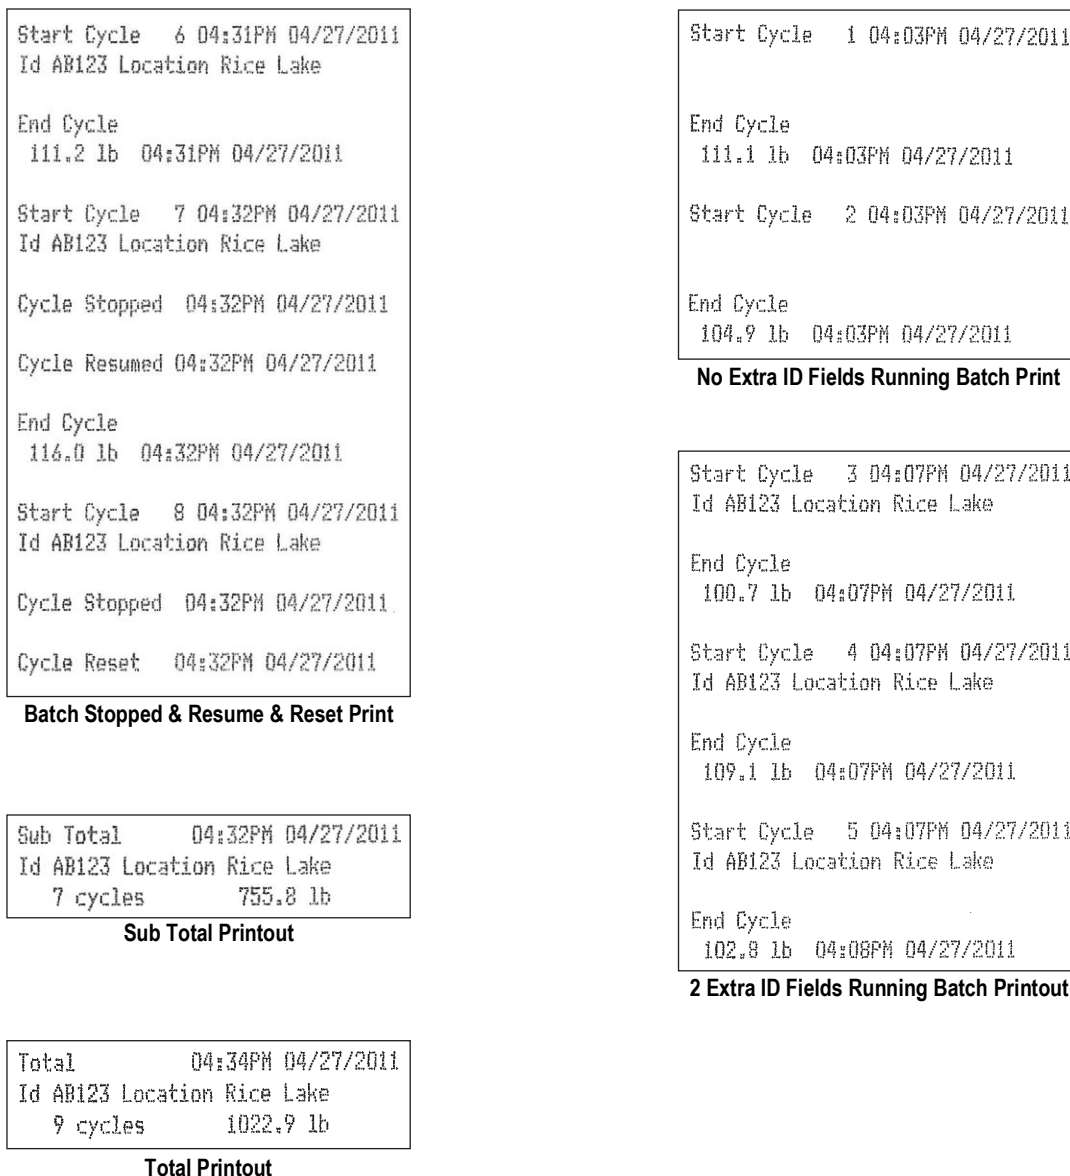 Start Cycle 6 04:31PM 04/27/2011
Id AB123 Location Rice Lake
End Cycle
111.2 lb 04:31PM 04/27/2011
Start Cycle 7 04:32PM 04/27/2011
Id AB123 Location Rice Lake
Cycle Stopped 04:32PM 04/27/2011
Cycle Resumed 04:32PM 04/27/2011
End Cycle
116.0 lb 04:32PM 04/27/2011
Start Cycle 8 04:32PM 04/27/2011
Id AB123 Location Rice Lake
Cycle Stopped 04:32PM 04/27/2011
Cycle Reset 04:32PM 04/27/2011
Batch Stopped & Resume & Reset Print
Sub Total 04:32PM 04/27/2011
Id AB123 Location Rice Lake
7 cycles 755.8 lb
Sub Total Printout
Total 04:34PM 04/27/2011
Id AB123 Location Rice Lake
9 cycles 1022.9 lb
Total Printout
Start Cycle 1 04:03PM 04/27/2011
End Cycle
111.1 lb 04:03PM 04/27/2011
Start Cycle 2 04:03PM 04/27/2011
End Cycle
104.9 lb 04:03PM 04/27/2011
No Extra ID Fields Running Batch Print
Start Cycle 3 04:07PM 04/27/2011
Id AB123 Location Rice Lake
End Cycle
100.7 lb 04:07PM 04/27/2011
Start Cycle 4 04:07PM 04/27/2011
Id AB123 Location Rice Lake
End Cycle
109.1 lb 04:07PM 04/27/2011
Start Cycle 5 04:07PM 04/27/2011
Id AB123 Location Rice Lake
End Cycle
102.8 lb 04:08PM 04/27/2011
2 Extra ID Fields Running Batch Printout